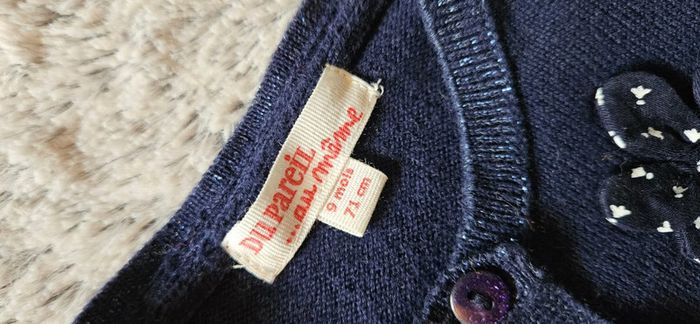 DU PAREIL
...au même
9 mois
71 cm